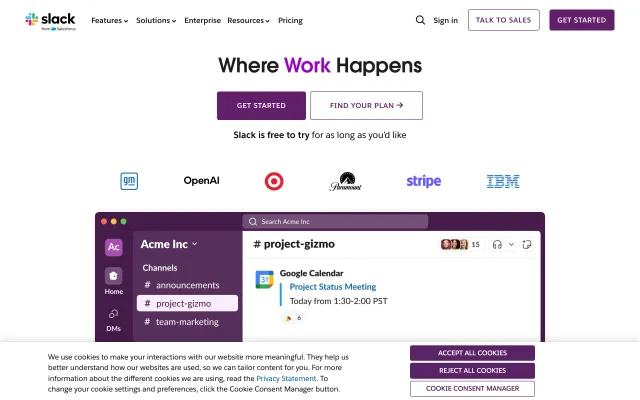 slack
from Salesforce
Features Solutions Enterprise Resources Pricing
Sign in
TALK TO SALES
GET STARTED
Where Work Happens
GET STARTED
FIND YOUR PLAN
Slack is free to try for as long as you'd like
gm
OpenAI
Paramount
stripe
IBM
Search Acme Inc
Ac
Acme Inc
# project-gizmo
15
Channels
Google Calendar
31
Project Status Meeting
Home
# announcements
Today from 1:30-2:00 PST
# project-gizmo
6
DMs
# team-marketing
We use cookies to make your interactions with our website more meaningful. They help us
better understand how our websites are used, so we can tailor content for you. For more
information about the different cookies we are using, read the Privacy Statement. To
change your cookie settings and preferences, click the Cookie Consent Manager button.
ACCEPT ALL COOKIES
REJECT ALL COOKIES
COOKIE CONSENT MANAGER